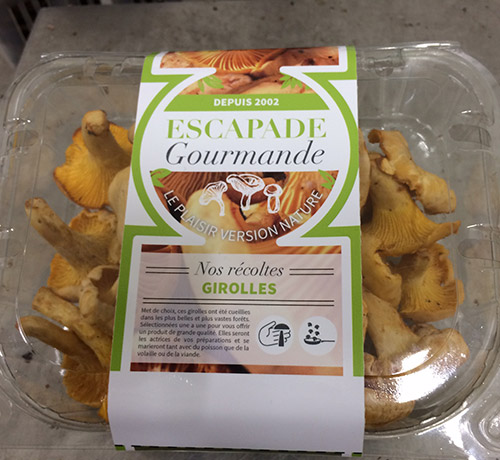 DEPUIS 2002
ESCAPADE
Gourmande
LE PLAISIR VERSION NATURE
Nos récoltes
GIROLLES
Met de choix, ces girolles ont été cueillies
dans les plus belles et plus vastes forêts.
Sélectionnées une a une pour vous offrir
un produit de grande qualité. Elles seront
les actrices de vos préparations et se
marieront tant avec du poisson que de la
volaille ou de la viande.